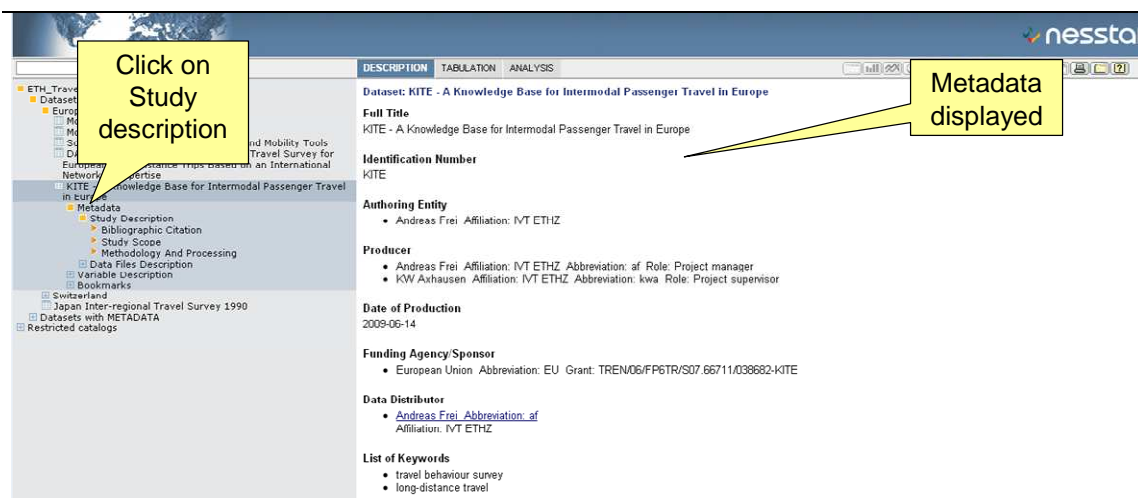 nessta
Click on
Study
description
DESCRIPTION TABULATION ANALYSIS
Metadada
displayed
ETH_Trave
Dataset
Europ
Mo
Mo
So nd Mobility Tools
DA Travel Survey for
European istance Trips Based on an International
Network xpertise
KITE - nowledge Base for Intermodal Passenger Travel
in Europe
Metadata
Study Description
Bibliographic Citation
Study Scope
Methodology And Processing
Data Files Description
Variable Description
Bookmarks
Switzerland
Japan Inter-regional Travel Survey 1990
Datasets with METADATA
Restricted catalogs
Dataset: KITE - A Knowledge Base for Intermodal Passenger Travel in Europe
Full Title
KITE - A Knowledge Base for Intermodal Passenger Travel in Europe
Identification Number
KITE
Authoring Entity
• Andreas Frei Affiliation: IVT ETHZ
Producer
• Andreas Frei Affiliation: IVT ETHZ Abbreviation: af Role: Project manager
• KW Axhausen Affiliation: IVT ETHZ Abbreviation: kwa Role: Project supervisor
Date of Production
2009-06-14
Funding Agency/Sponsor
• European Union Abbreviation: EU Grant: TREN/06/FP6TR/S07.66711/038682-KITE
Data Distributor
• Andreas Frei Abbreviation: af
Affiliation: IVT ETHZ
List of Keywords
• travel behaviour survey
• long-distance travel